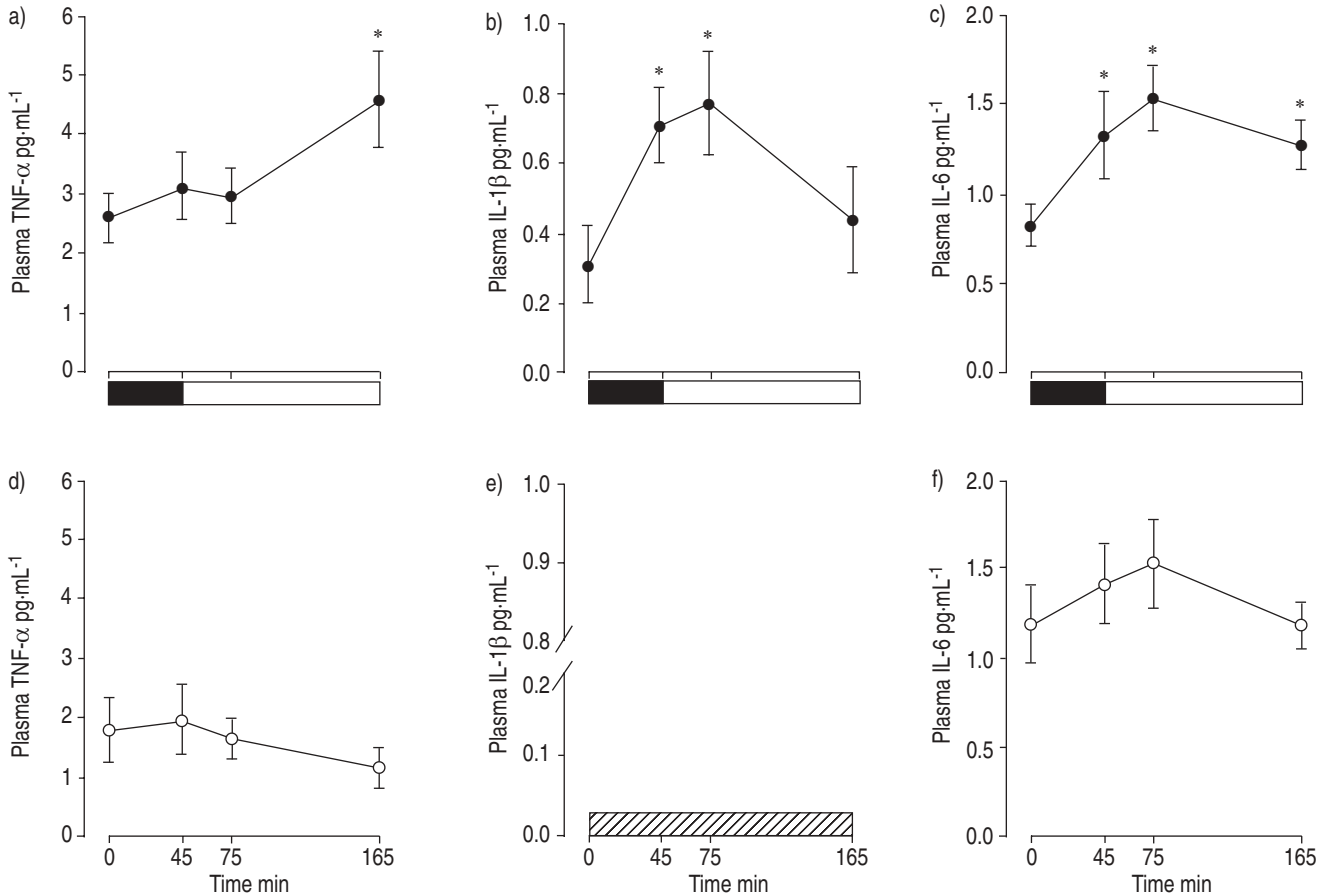 a)
Plasma TNF-α pg·mL-1
6
5
4
3
2
1
0
*
b)
Plasma IL-1β pg·mL-1
1.0
0.8
0.6
0.4
0.2
0.0
*
*
c)
Plasma IL-6 pg·mL-1
2.0
1.5
1.0
0.5
0.0
*
*
*
d)
Plasma TNF-α pg·mL-1
6
5
4
3
2
1
0
0 45 75 165
Time min
e)
Plasma IL-1β pg·mL-1
1.0
0.9
0.8
0.2
0.1
0.0
0 45 75 165
Time min
f)
Plasma IL-6 pg·mL-1
2.0
1.5
1.0
0.5
0.0
0 45 75 165
Time min